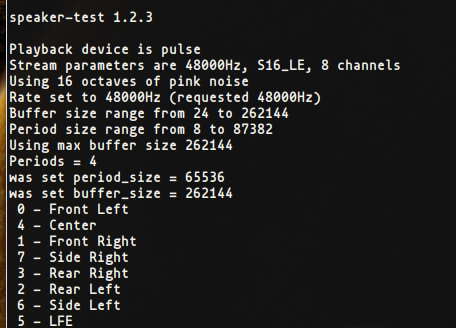 speaker-test 1.2.3

Playback device is pulse
Stream parameters are 48000Hz, S16_LE, 8 channels
Using 16 octaves of pink noise
Rate set to 48000Hz (requested 48000Hz)
Buffer size range from 24 to 262144
Period size range from 8 to 87382
Using max buffer size 262144
Periods = 4
was set period_size = 65536
was set buffer_size = 262144
 0 - Front Left
 4 - Center
 1 - Front Right
 7 - Side Right
 3 - Rear Right
 2 - Rear Left
 6 - Side Left
 5 - LFE